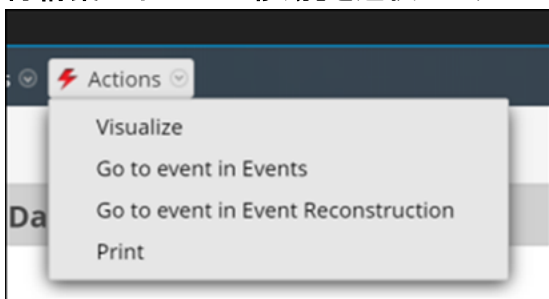 Actions
Visualize
Go to event in Events
Da
Go to event in Event Reconstruction
Print